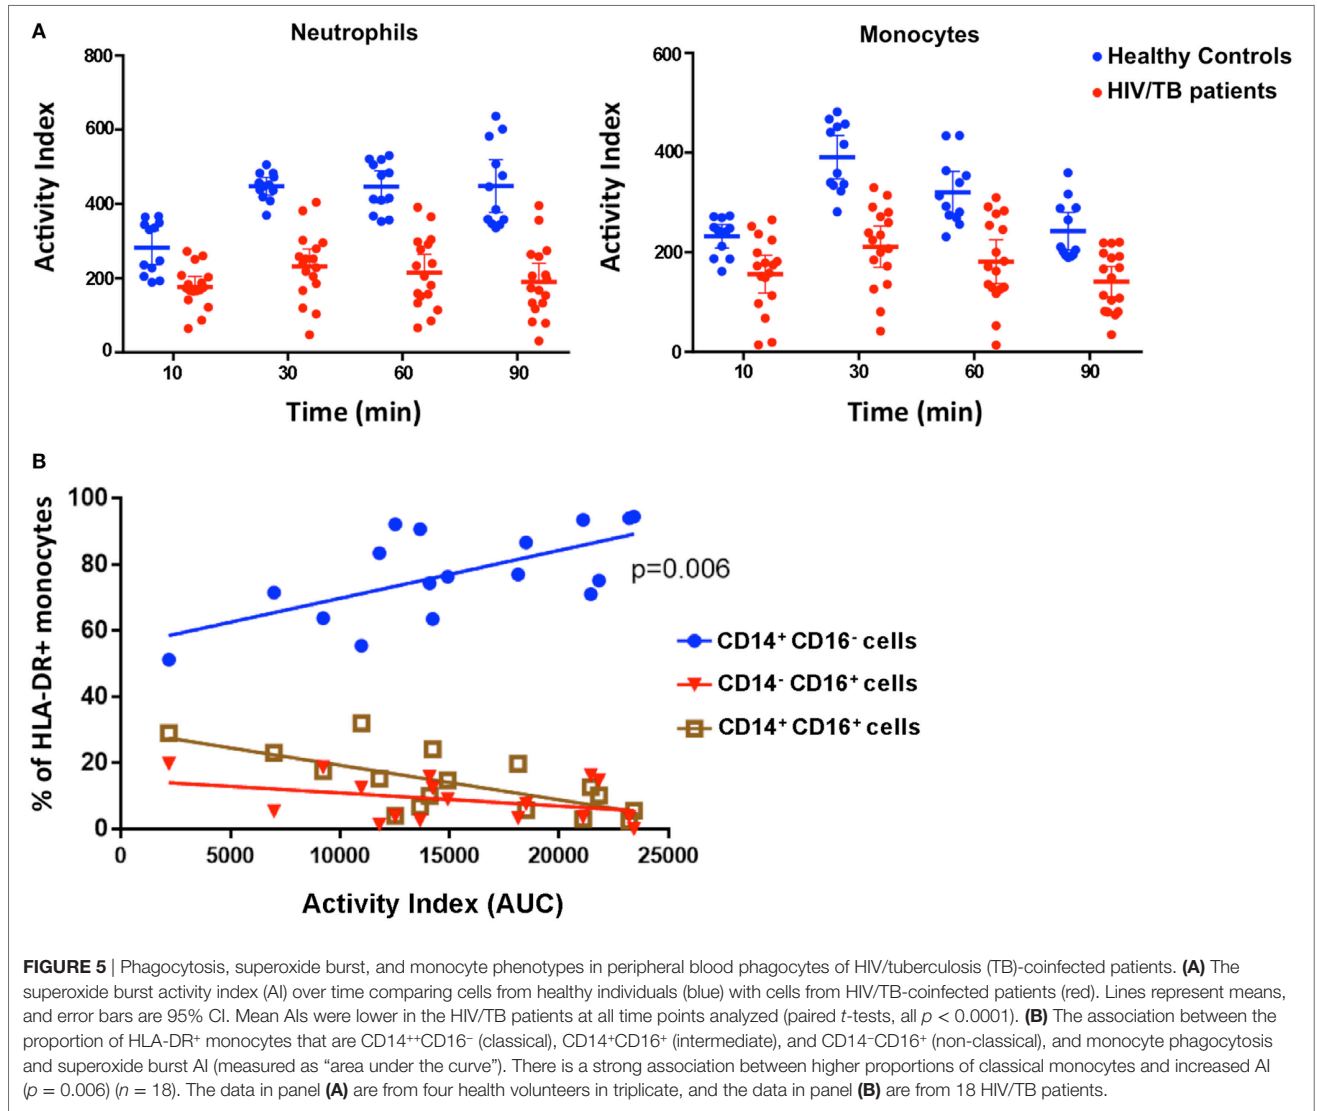 A
Neutrophils
Monocytes
Healthy Controls
HIV/TB patients
Activity Index
800
600
400
200
0
10 30 60 90
Time (min)
Activity Index
600
400
200
0
10 30 60 90
Time (min)
B
% of HLA-DR+ monocytes
100
80
60
40
20
0
0 5000 10000 15000 20000 25000
Activity Index (AUC)
p=0.006
CD14⁺ CD16⁻ cells
CD14⁻ CD16⁺ cells
CD14⁺ CD16⁺ cells
FIGURE 5 | Phagocytosis, superoxide burst, and monocyte phenotypes in peripheral blood phagocytes of HIV/tuberculosis (TB)-coinfected patients. (A) The
superoxide burst activity index (AI) over time comparing cells from healthy individuals (blue) with cells from HIV/TB-coinfected patients (red). Lines represent means,
and error bars are 95% CI. Mean AIs were lower in the HIV/TB patients at all time points analyzed (paired t-tests, all p < 0.0001). (B) The association between the
proportion of HLA-DR⁺ monocytes that are CD14⁺⁺CD16⁻ (classical), CD14⁺CD16⁺ (intermediate), and CD14⁻CD16⁺ (non-classical), and monocyte phagocytosis
and superoxide burst AI (measured as “area under the curve”). There is a strong association between higher proportions of classical monocytes and increased AI
(p = 0.006) (n = 18). The data in panel (A) are from four health volunteers in triplicate, and the data in panel (B) are from 18 HIV/TB patients.